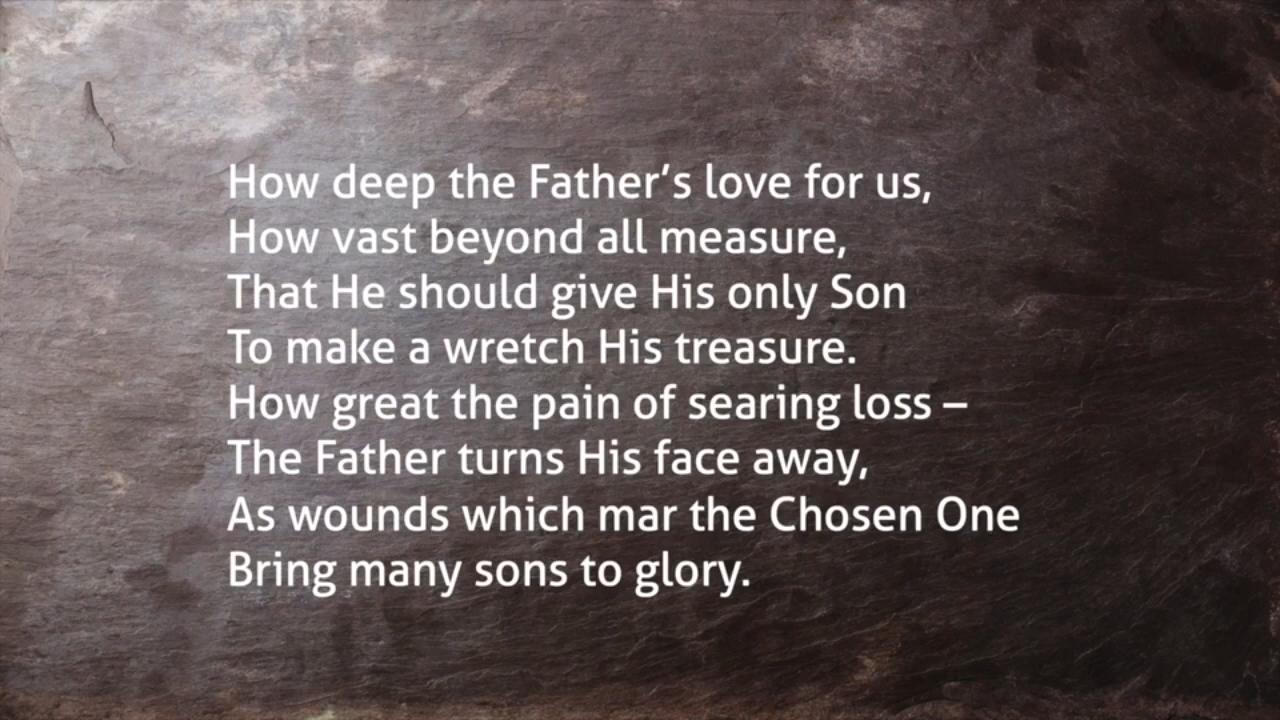 How deep the Father’s love for us,
How vast beyond all measure,
That He should give His only Son
To make a wretch His treasure.
How great the pain of searing loss –
The Father turns His face away,
As wounds which mar the Chosen One
Bring many sons to glory.